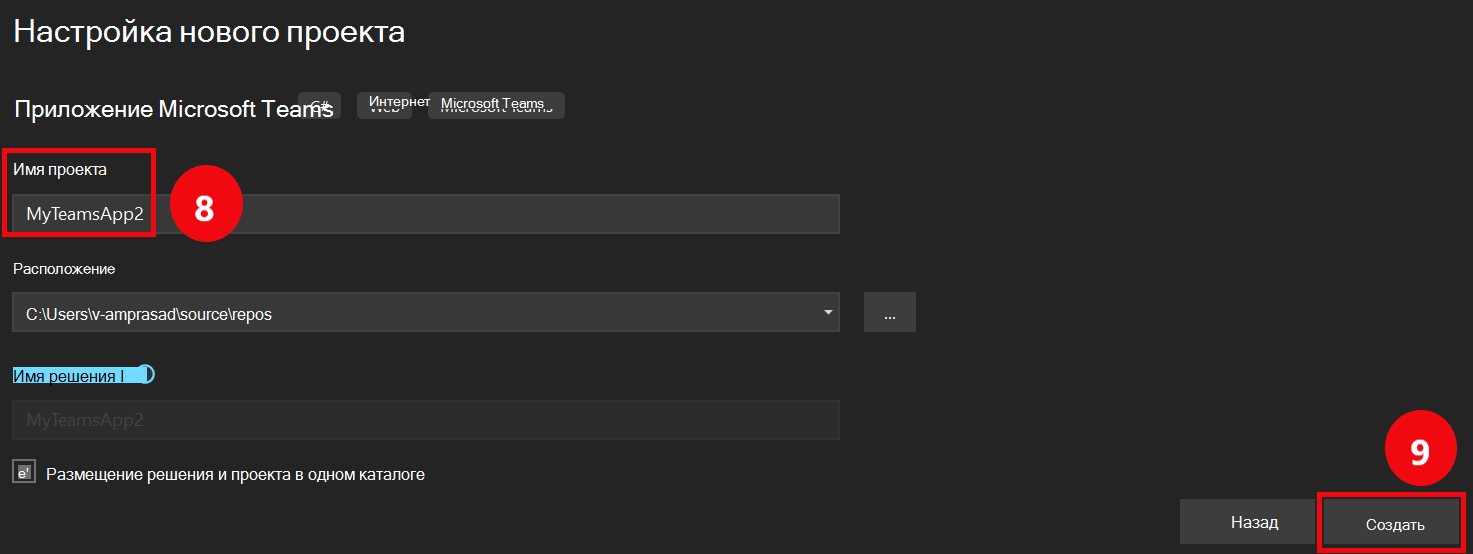 Настройка нового проекта
Приложение Microsoft Teams C# Интернет Microsoft Teams
Имя проекта
MyTeamsApp2
8
Расположение
C:\Users\v-amprasad\source\repos
...
Имя решения I
MyTeamsApp2
e' Размещение решения и проекта в одном каталоге
9
Назад Создать